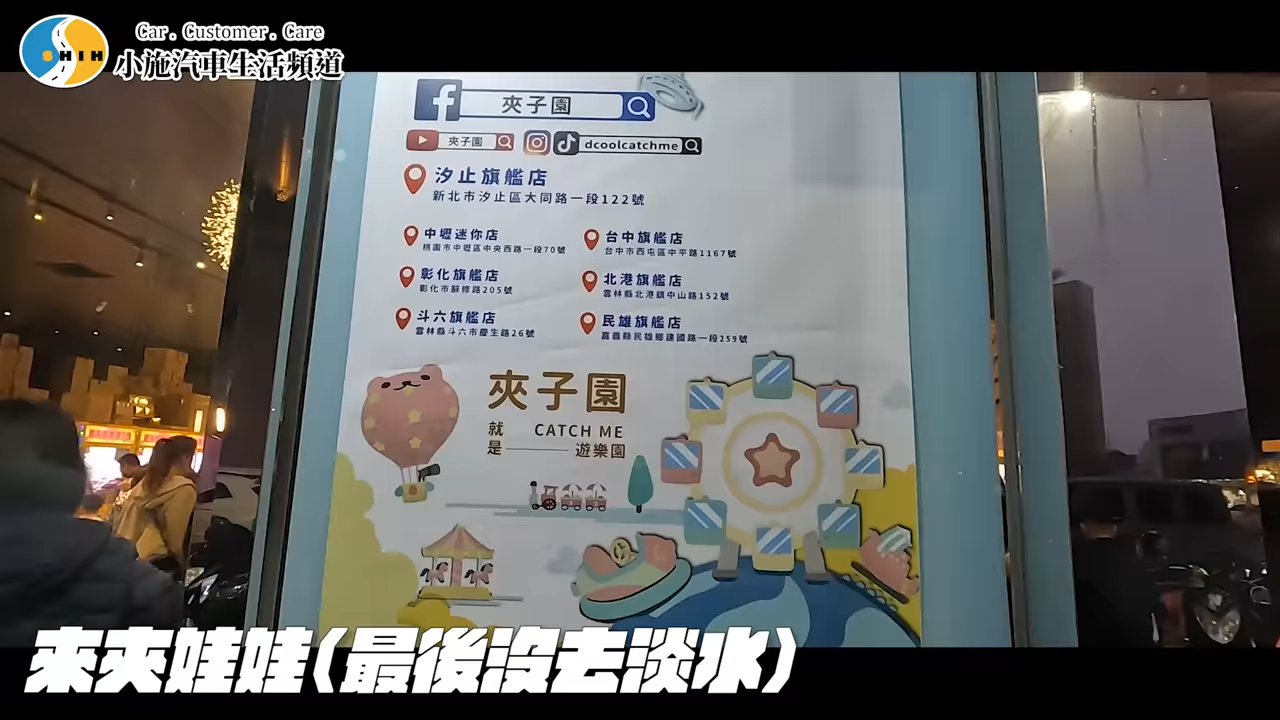 Car. Customer. Care
SHIH
小施汽車生活頻道
夾子園
夾子園
dcoolcatchme
汐止旗艦店
新北市汐止區大同路一段122號
中壢迷你店
桃園市中壢區中央西路一段70號
台中旗艦店
台中市西屯區中平路1167號
彰化旗艦店
彰化市辭修路205號
北港旗艦店
雲林縣北港鎮中山路152號
斗六旗艦店
雲林縣斗六市慶生路26號
民雄旗艦店
嘉義縣民雄鄉建國路一段259號
夾子園
就是
CATCH ME
遊樂園
來夾娃娃(最後沒去淡水)